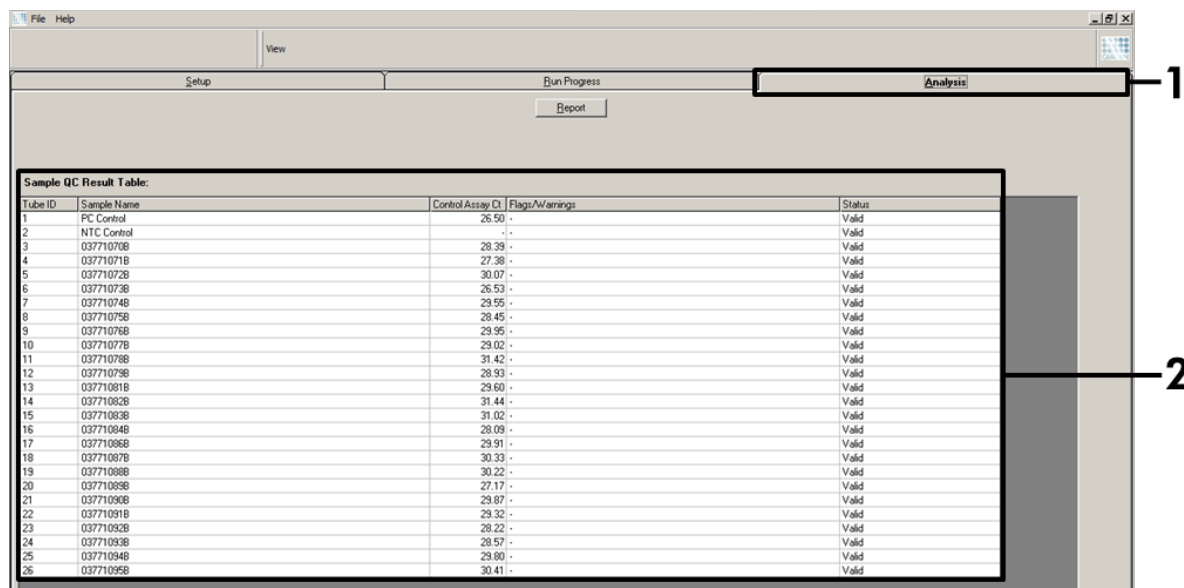 File Help
View
Setup Run Progress Analysis 1
Report
Sample QC Result Table:
Tube ID Sample Name Control Assay Ct Flags/Warnings Status
1 PC Control 26.50 - Valid
2 NTC Control - - Valid
3 03771070B 28.39 - Valid
4 03771071B 27.38 - Valid
5 03771072B 30.07 - Valid
6 03771073B 26.53 - Valid
7 03771074B 29.55 - Valid
8 03771075B 28.45 - Valid
9 03771076B 29.95 - Valid
10 03771077B 29.02 - Valid
11 03771078B 31.42 - Valid
12 03771079B 28.93 - Valid
2
13 03771081B 29.60 - Valid
14 03771082B 31.44 - Valid
15 03771083B 31.02 - Valid
16 03771084B 28.09 - Valid
17 03771086B 29.91 - Valid
18 03771087B 30.33 - Valid
19 03771088B 30.22 - Valid
20 03771089B 27.17 - Valid
21 03771090B 29.87 - Valid
22 03771091B 29.32 - Valid
23 03771092B 28.22 - Valid
24 03771093B 28.57 - Valid
25 03771094B 29.80 - Valid
26 03771095B 30.41 - Valid